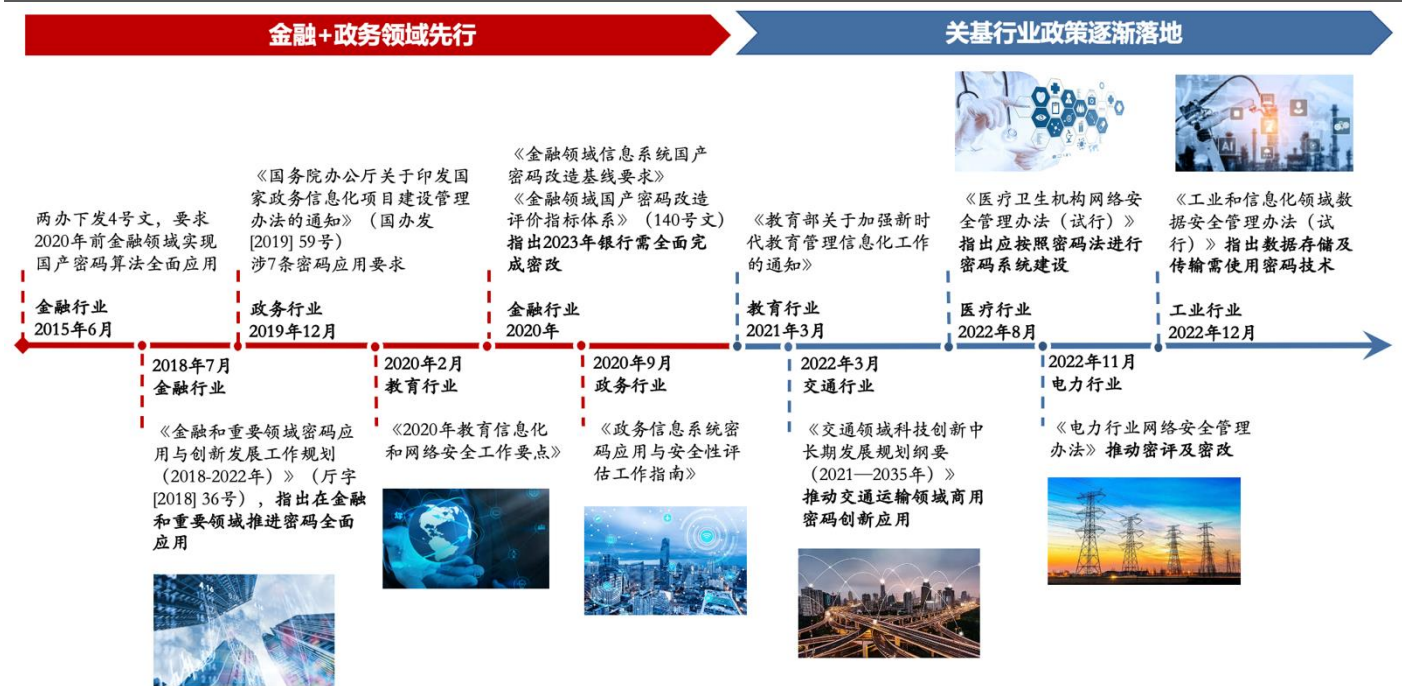 金融+政务领域先行
关基行业政策逐渐落地
两办下发4号文，要求
2020年前金融领域实现
国产密码算法全面应用
金融行业
2015年6月
2018年7月
金融行业
《金融和重要领域密码应
用与创新发展工作规划
（2018-2022年）》（厅字
[2018] 36号），指出在金融
和重要领域推进密码全面
应用
《国务院办公厅关于印发国
家政务信息化项目建设管理
办法的通知》（国办发
[2019] 59号）
涉7条密码应用要求
政务行业
2019年12月
2020年2月
教育行业
《2020年教育信息化
和网络安全工作要点》
《金融领域信息系统国产
密码改造基线要求》
《金融领域国产密码改造
评价指标体系》（140号文）
指出2023年银行需全面完
成密改
金融行业
2020年
2020年9月
政务行业
《政务信息系统密
码应用与安全性评
估工作指南》
《教育部关于加强新时
代教育管理信息化工作
的通知》
教育行业
2021年3月
2022年3月
交通行业
《交通领域科技创新中
长期发展规划纲要
（2021—2035年）》
推动交通运输领域商用
密码创新应用
《医疗卫生机构网络安
全管理办法（试行）》
指出应按照密码法进行
密码系统建设
医疗行业
2022年8月
2022年11月
电力行业
《电力行业网络安全管理
办法》推动密评及密改
《工业和信息化领域数
据安全管理办法（试
行）》指出数据存储及
传输需使用密码技术
工业行业
2022年12月
AI